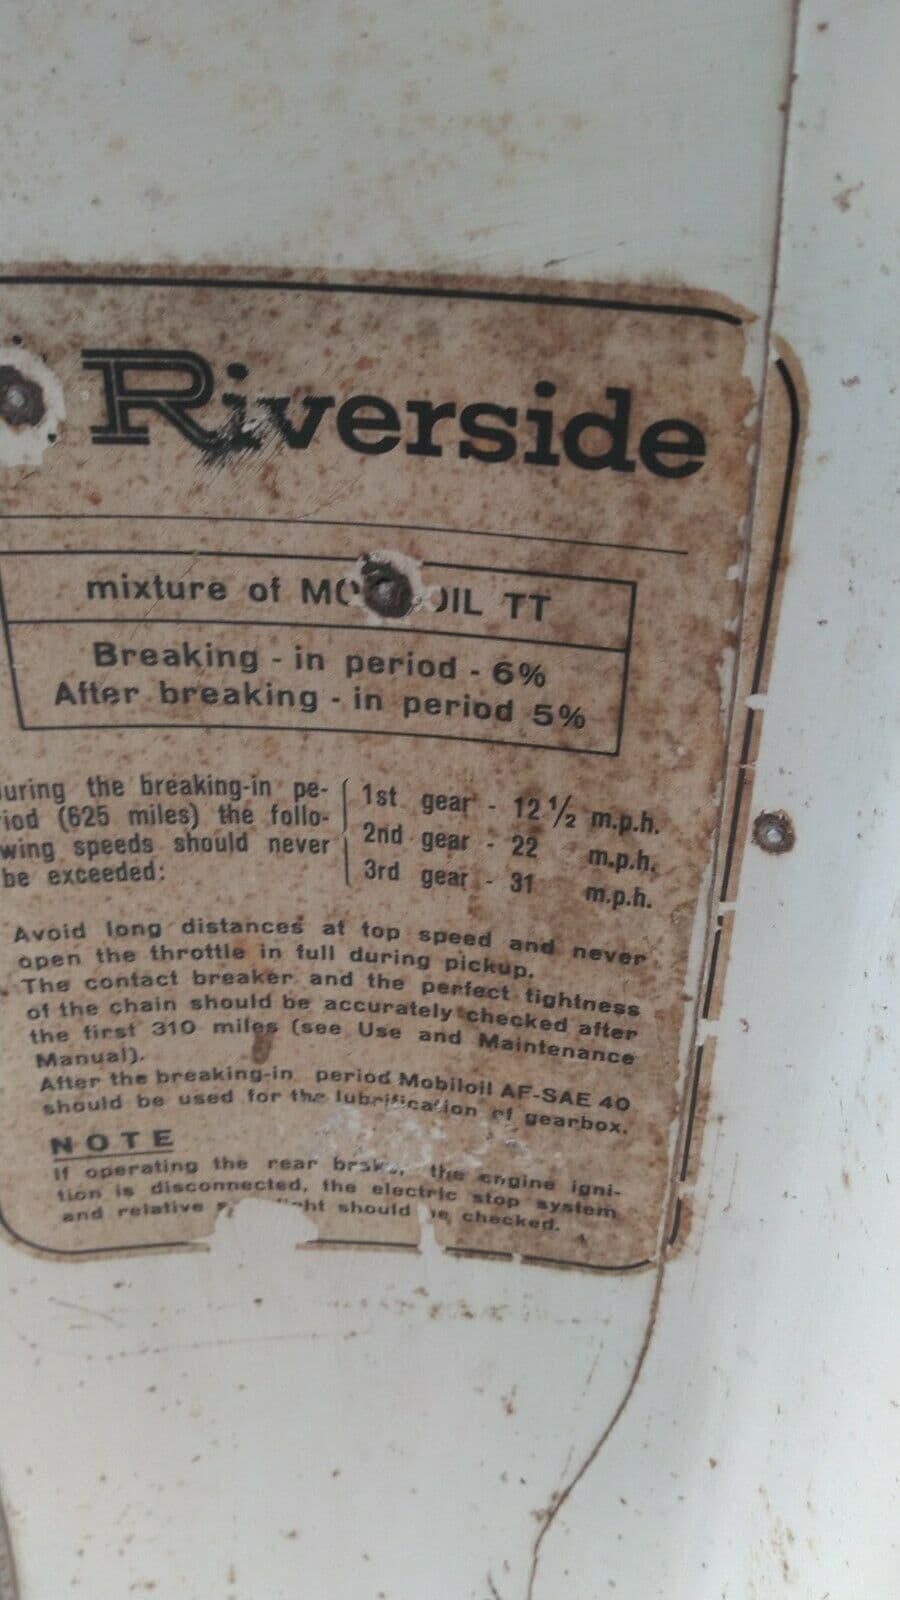 Riverside
mixture of OIL TT
Breaking - in period - 6%
After breaking - in period 5%
uring the breaking-in pe-
iod (625 miles) the follo-
wing speeds should never
be exceeded:
1st gear - 12 ½ m.p.h.
2nd gear - 22 m.p.h.
3rd gear - 31 m.p.h.
Avoid long distances at top speed and never
open the throttle in full during pickup.
The contact breaker and the perfect tightness
of the chain should be accurately checked after
the first 310 miles (see Use and Maintenance
Manual).
After the breaking-in period Mobiloil AF-SAE 40
should be used for the lubrification of gearbox.
NOTE
If operating the rear brake, the engine igni-
tion is disconnected, the electric stop system
and relative should be checked.